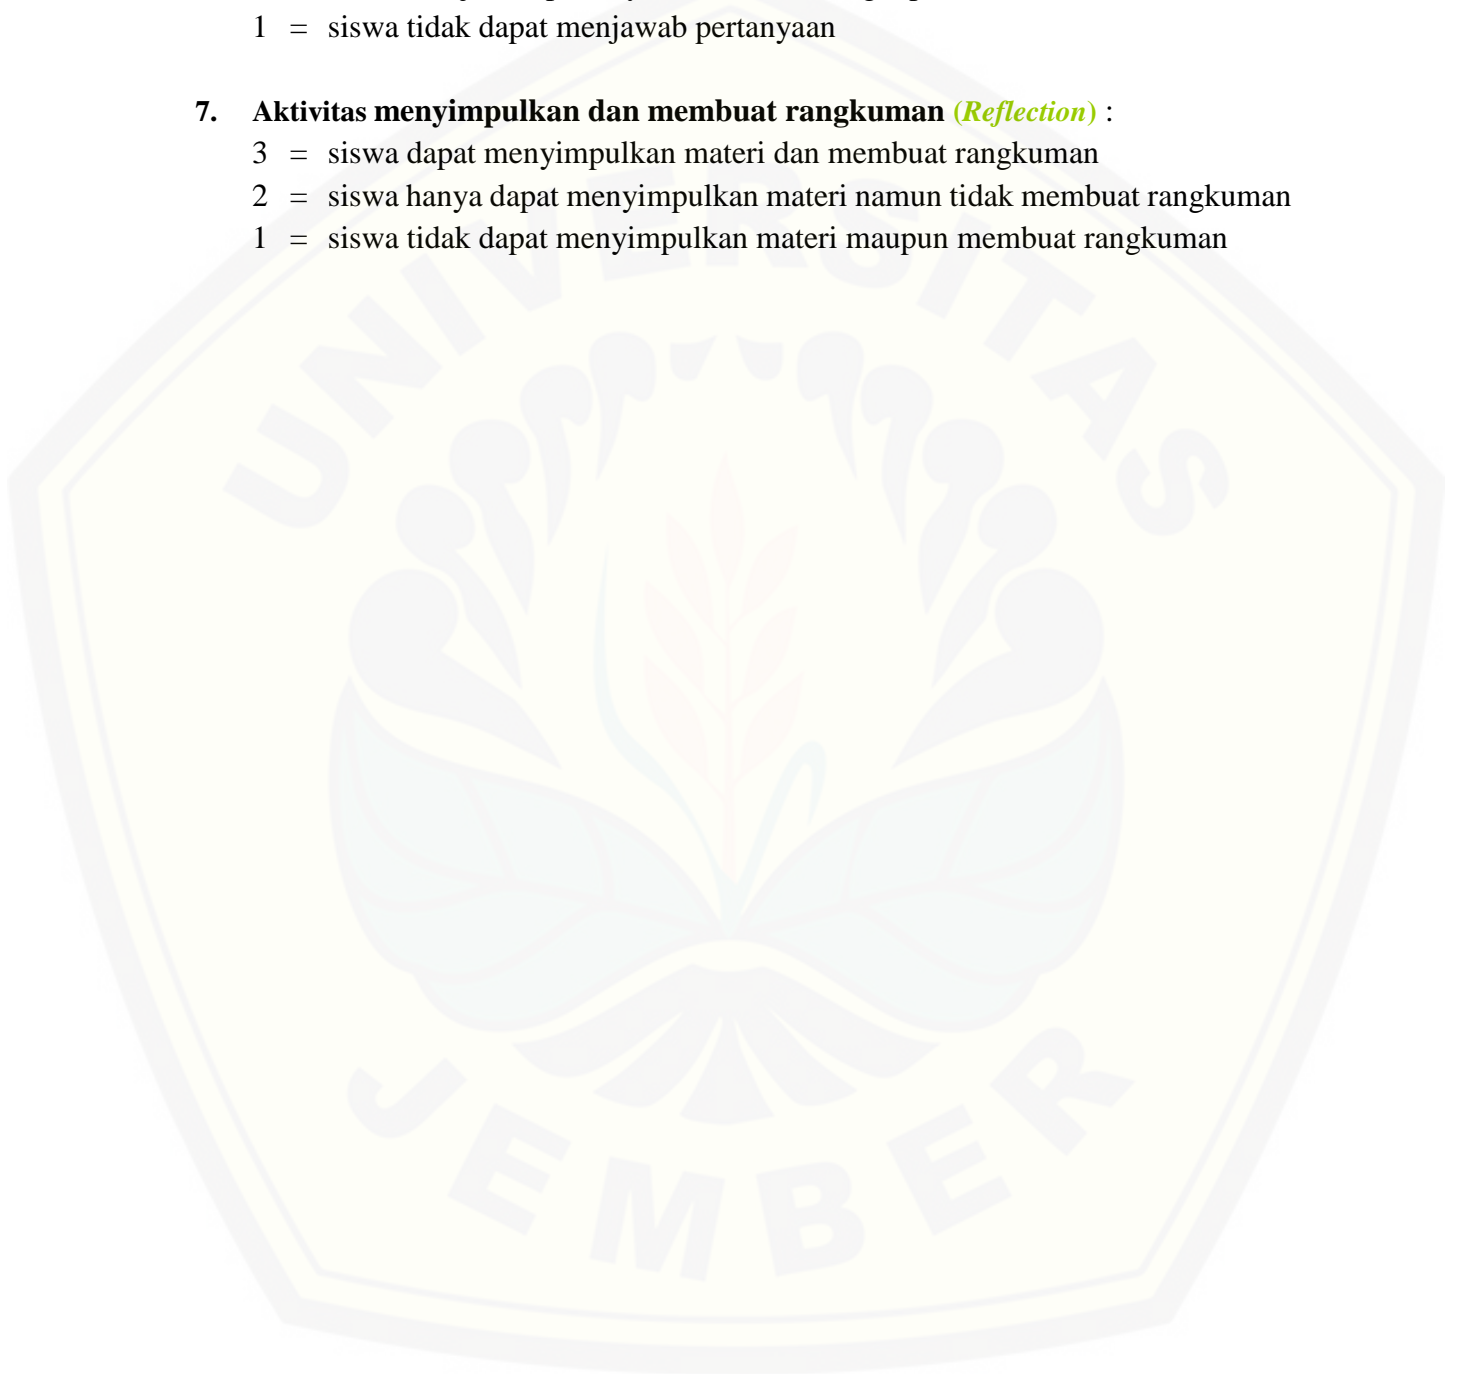 1 = siswa tidak dapat menjawab pertanyaan
7. Aktivitas menyimpulkan dan membuat rangkuman (Reflection) :
3 = siswa dapat menyimpulkan materi dan membuat rangkuman
2 = siswa hanya dapat menyimpulkan materi namun tidak membuat rangkuman
1 = siswa tidak dapat menyimpulkan materi maupun membuat rangkuman
UNIVERSITAS
JEMBER